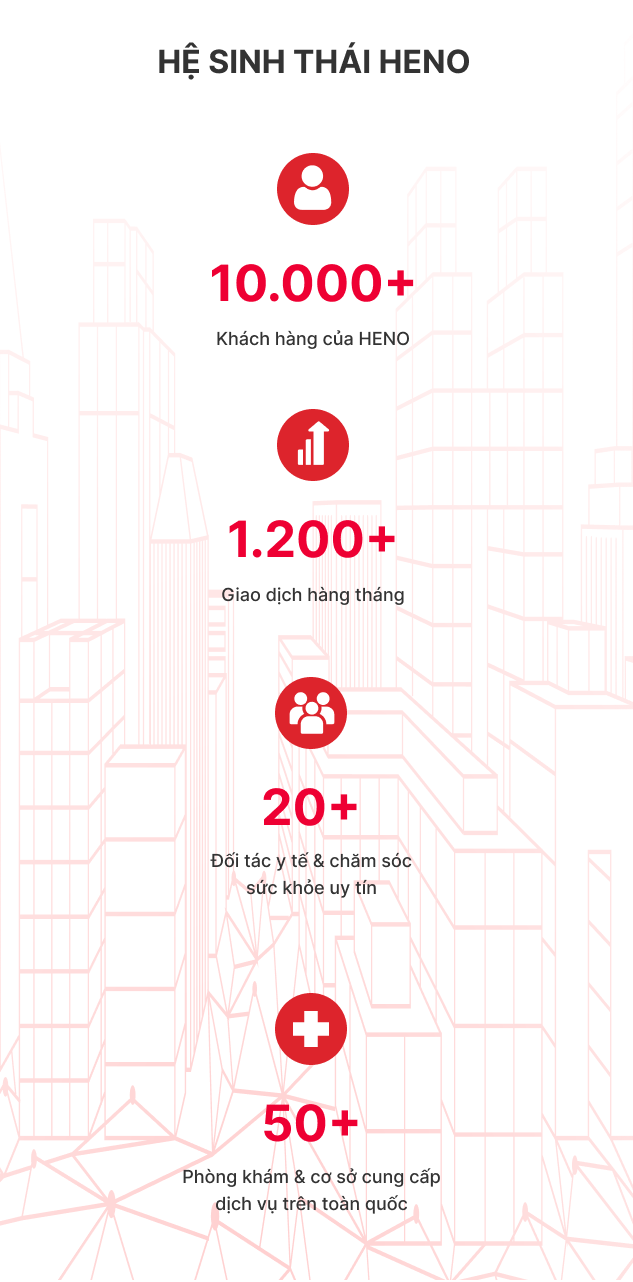 HỆ SINH THÁI HENO
10.000+
Khách hàng của HENO
1.200+
Giao dịch hàng tháng
20+
Đối tác y tế & chăm sóc
sức khỏe uy tín
50+
Phòng khám & cơ sở cung cấp
dịch vụ trên toàn quốc